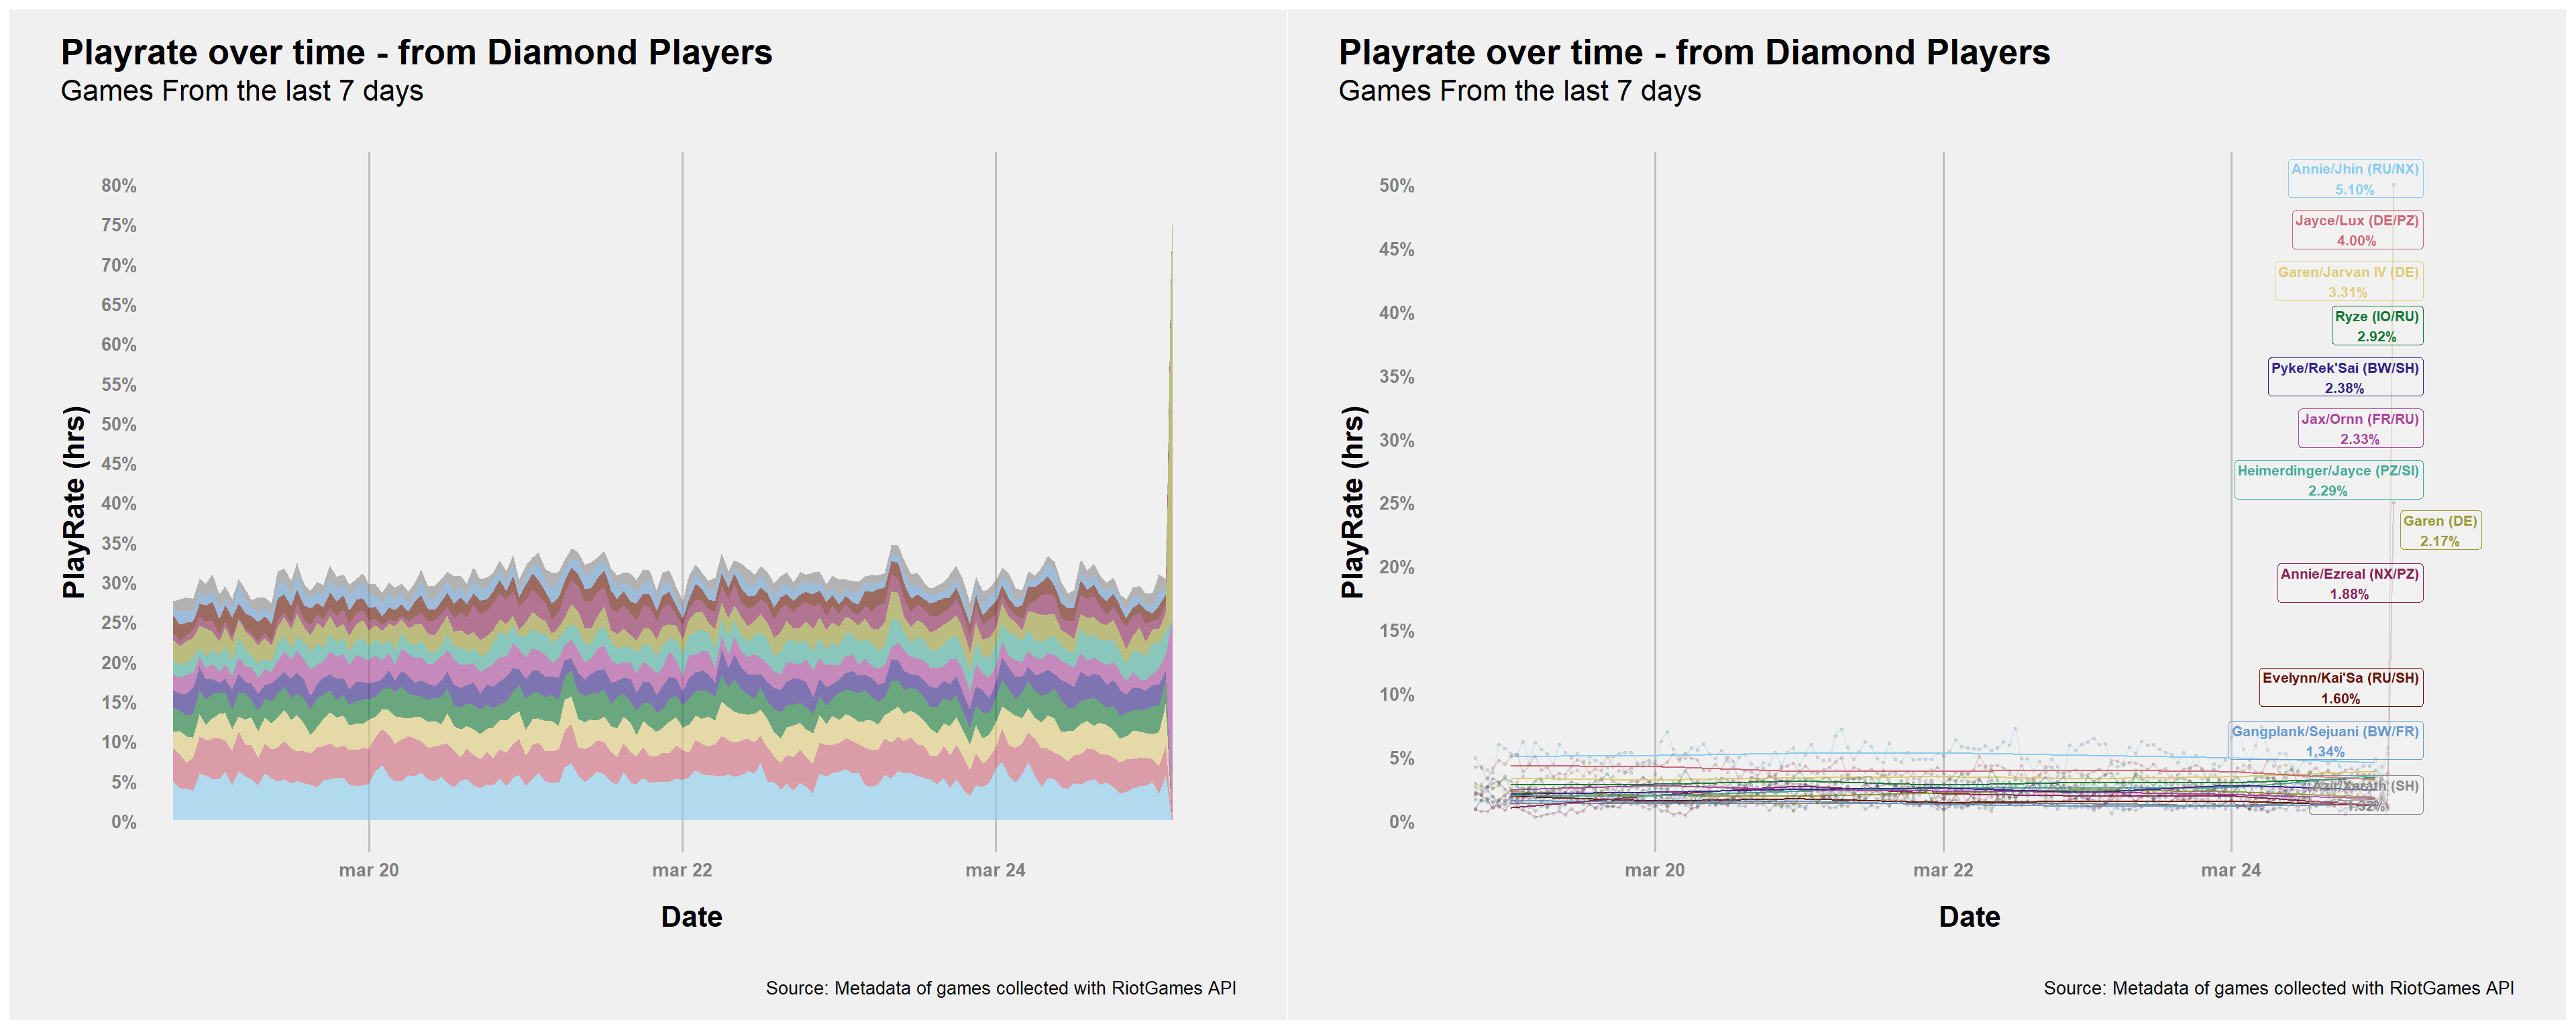 Playrate over time - from Diamond Players
Games From the last 7 days
PlayRate (hrs)
80%
75%
70%
65%
60%
55%
50%
45%
40%
35%
30%
25%
20%
15%
10%
5%
0%
mar 20
mar 22
mar 24
Date
Source: Metadata of games collected with RiotGames API
Playrate over time - from Diamond Players
Games From the last 7 days
PlayRate (hrs)
50%
45%
40%
35%
30%
25%
20%
15%
10%
5%
0%
Annie/Jhin (RU/NX)
5.10%
Jayce/Lux (DE/PZ)
4.00%
Garen/Jarvan IV (DE)
3.31%
Ryze (IO/RU)
2.92%
Pyke/Rek'Sai (BW/SH)
2.38%
Jax/Ornn (FR/RU)
2.33%
Heimerdinger/Jayce (PZ/SI)
2.29%
Garen (DE)
2.17%
Annie/Ezreal (NX/PZ)
1.88%
Evelynn/Kai'Sa (RU/SH)
1.60%
Gangplank/Sejuani (BW/FR)
1.34%
Azir/Xerath (SH)
1.32%
mar 20
mar 22
mar 24
Date
Source: Metadata of games collected with RiotGames API